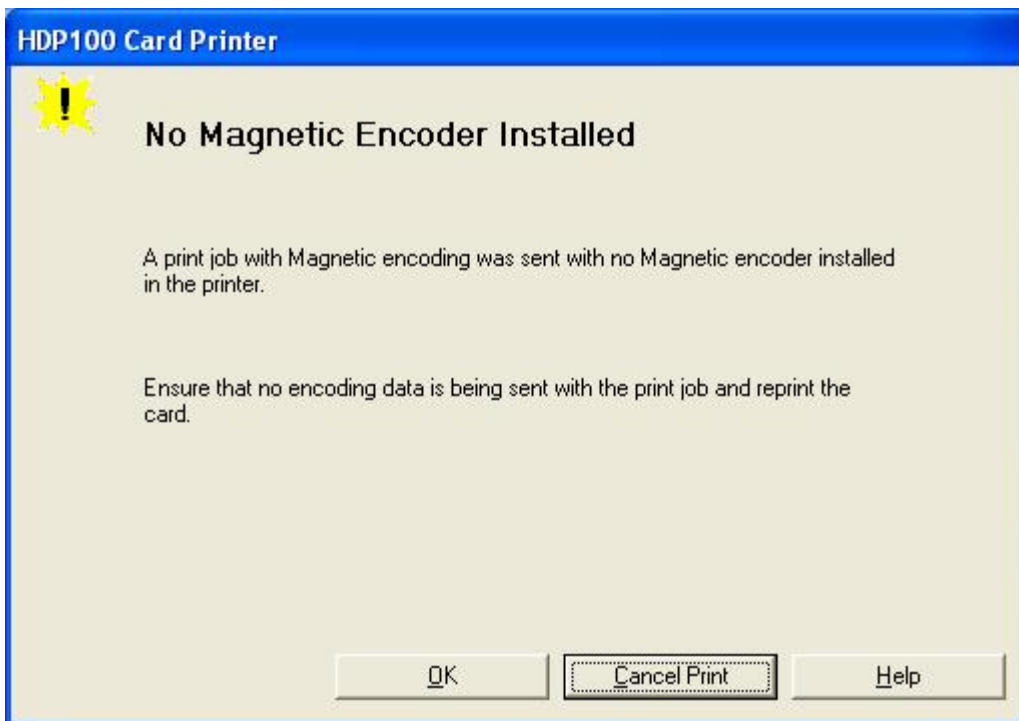 HDP100 Card Printer
No Magnetic Encoder Installed
A print job with Magnetic encoding was sent with no Magnetic encoder installed
in the printer.
Ensure that no encoding data is being sent with the print job and reprint the
card.
OK Cancel Print Help